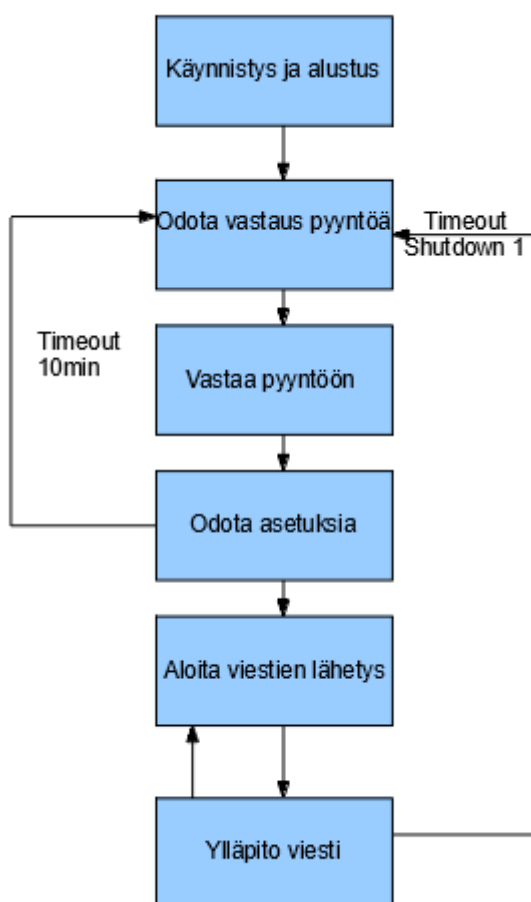 Käynnistys ja alustus
Odota vastaus pyyntöä
Timeout
Shutdown 1
Timeout
10min
Vastaa pyyntöön
Odota asetuksia
Aloita viestien lähetys
Ylläpito viesti